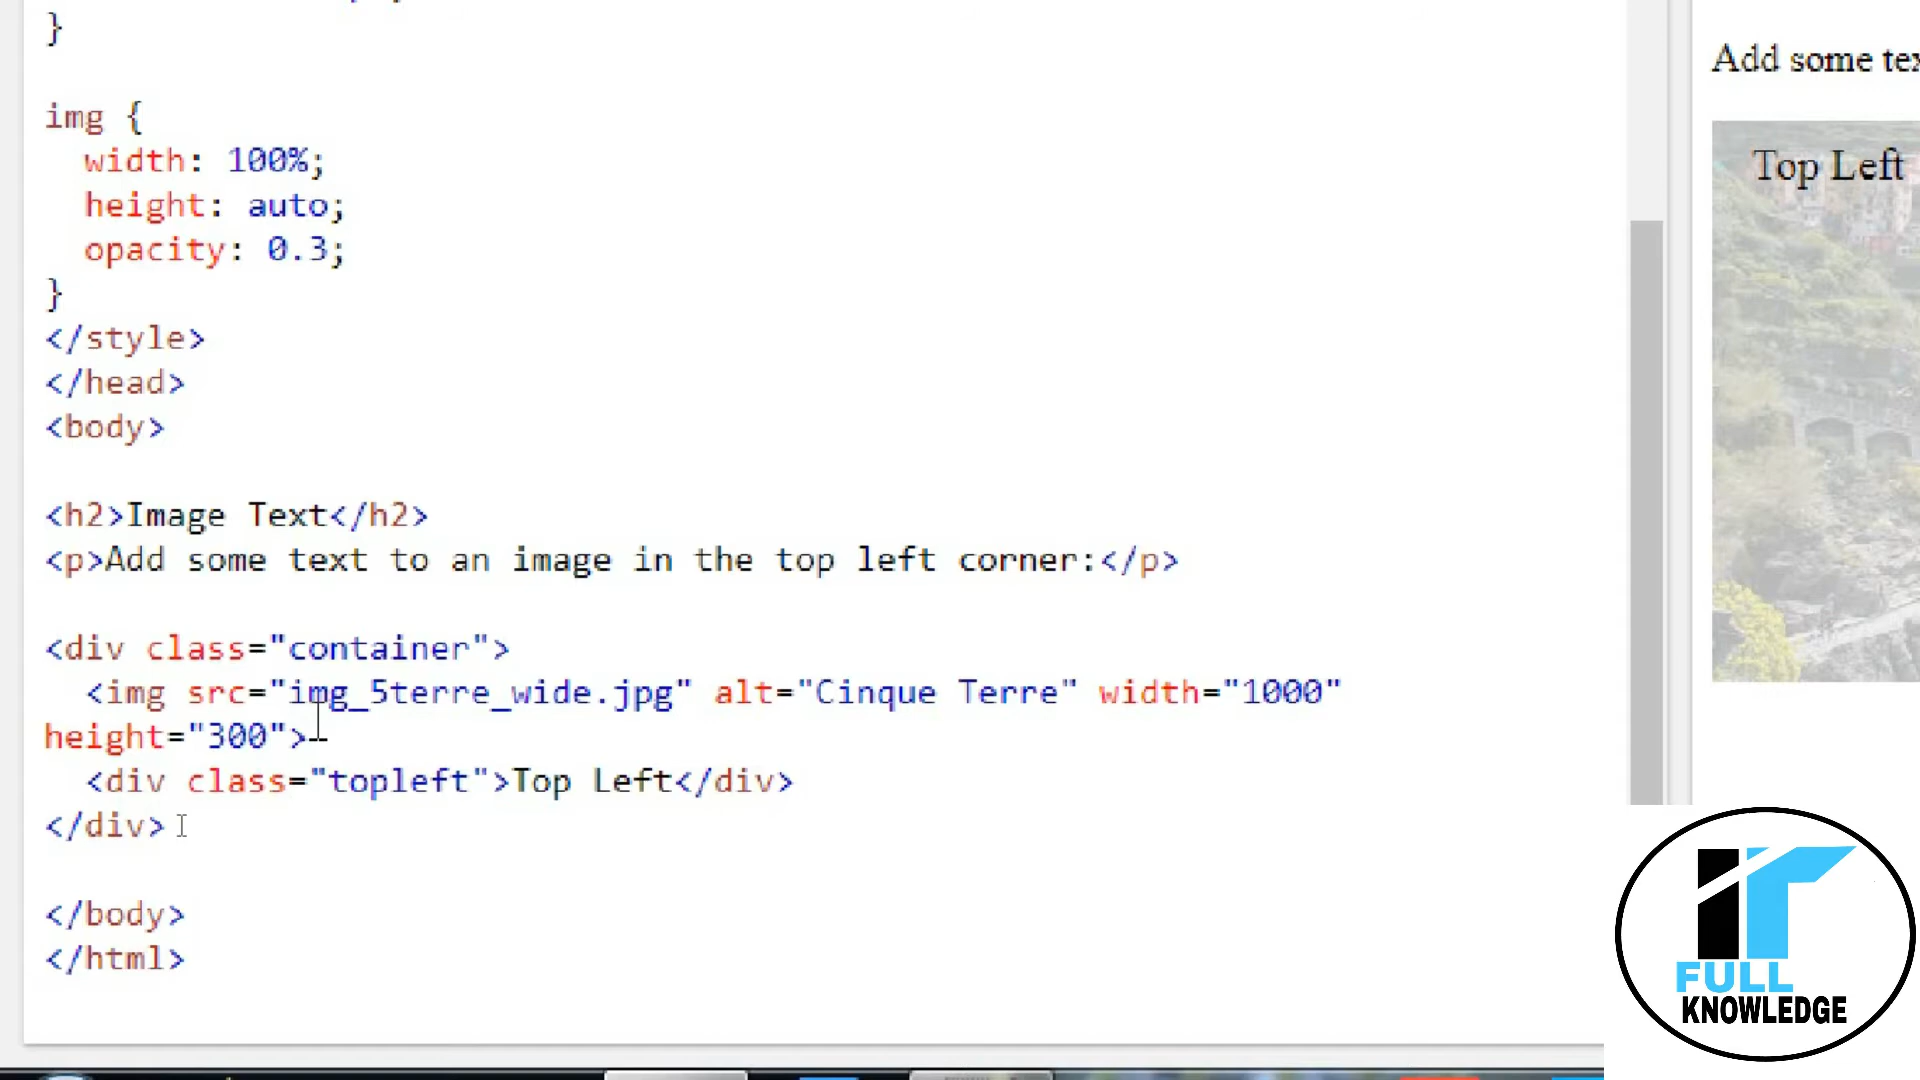 }
img {
width: 100%;
height: auto;
opacity: 0.3;
}
</style>
</head>
<body>
<h2>Image Text</h2>
<p>Add some text to an image in the top left corner:</p>
<div class="container">
<img src="img_5terre_wide.jpg" alt="Cinque Terre" width="1000"
height="300">
<div class="topleft">Top Left</div>
</div>
</body>
</html>
Add some
Top Left
IT
FULL
KNOWLEDGE